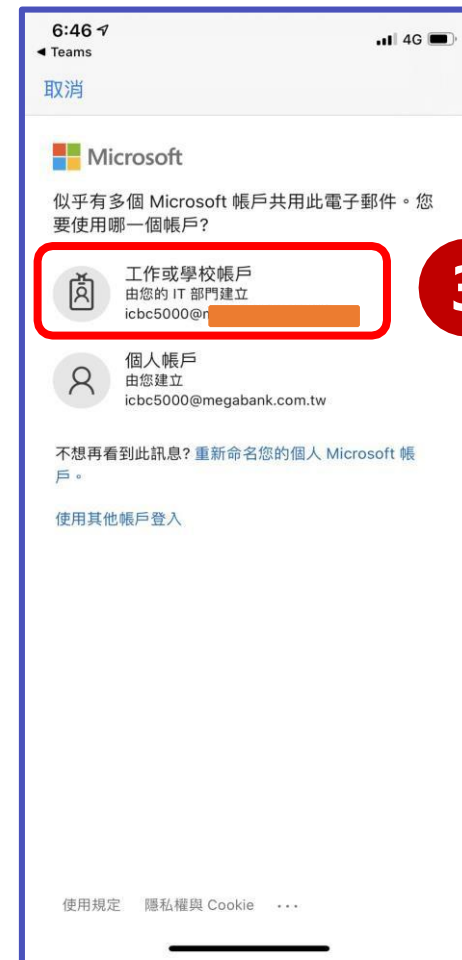 6:46
◀ Teams
4G
取消
Microsoft
似乎有多個 Microsoft 帳戶共用此電子郵件。您
要使用哪一個帳戶?
工作或學校帳戶
由您的 IT 部門建立
icbc5000@
3
個人帳戶
由您建立
icbc5000@megabank.com.tw
不想再看到此訊息? 重新命名您的個人 Microsoft 帳
戶。
使用其他帳戶登入
使用規定 隱私權與 Cookie ...